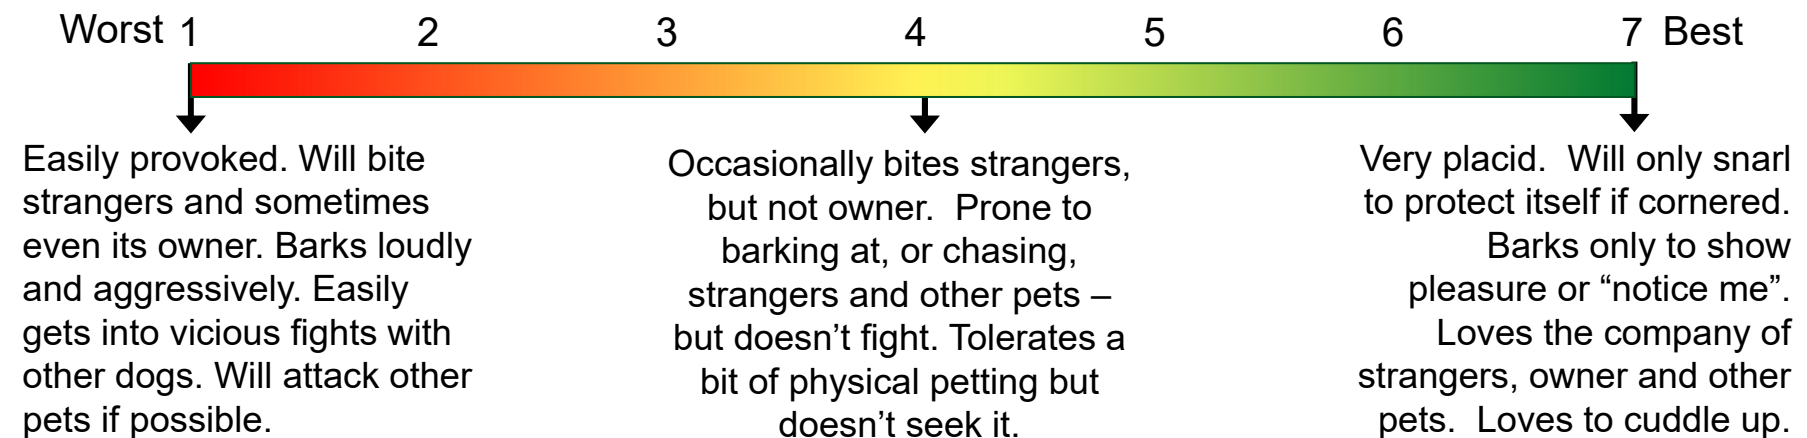 Worst 1 2 3 4 5 6 7 Best
Easily provoked. Will bite
strangers and sometimes
even its owner. Barks loudly
and aggressively. Easily
gets into vicious fights with
other dogs. Will attack other
pets if possible.
Occasionally bites strangers,
but not owner.  Prone to
barking at, or chasing,
strangers and other pets –
but doesn’t fight. Tolerates a
bit of physical petting but
doesn’t seek it.
Very placid.  Will only snarl
to protect itself if cornered.
Barks only to show
pleasure or “notice me”.
Loves the company of
strangers, owner and other
pets.  Loves to cuddle up.